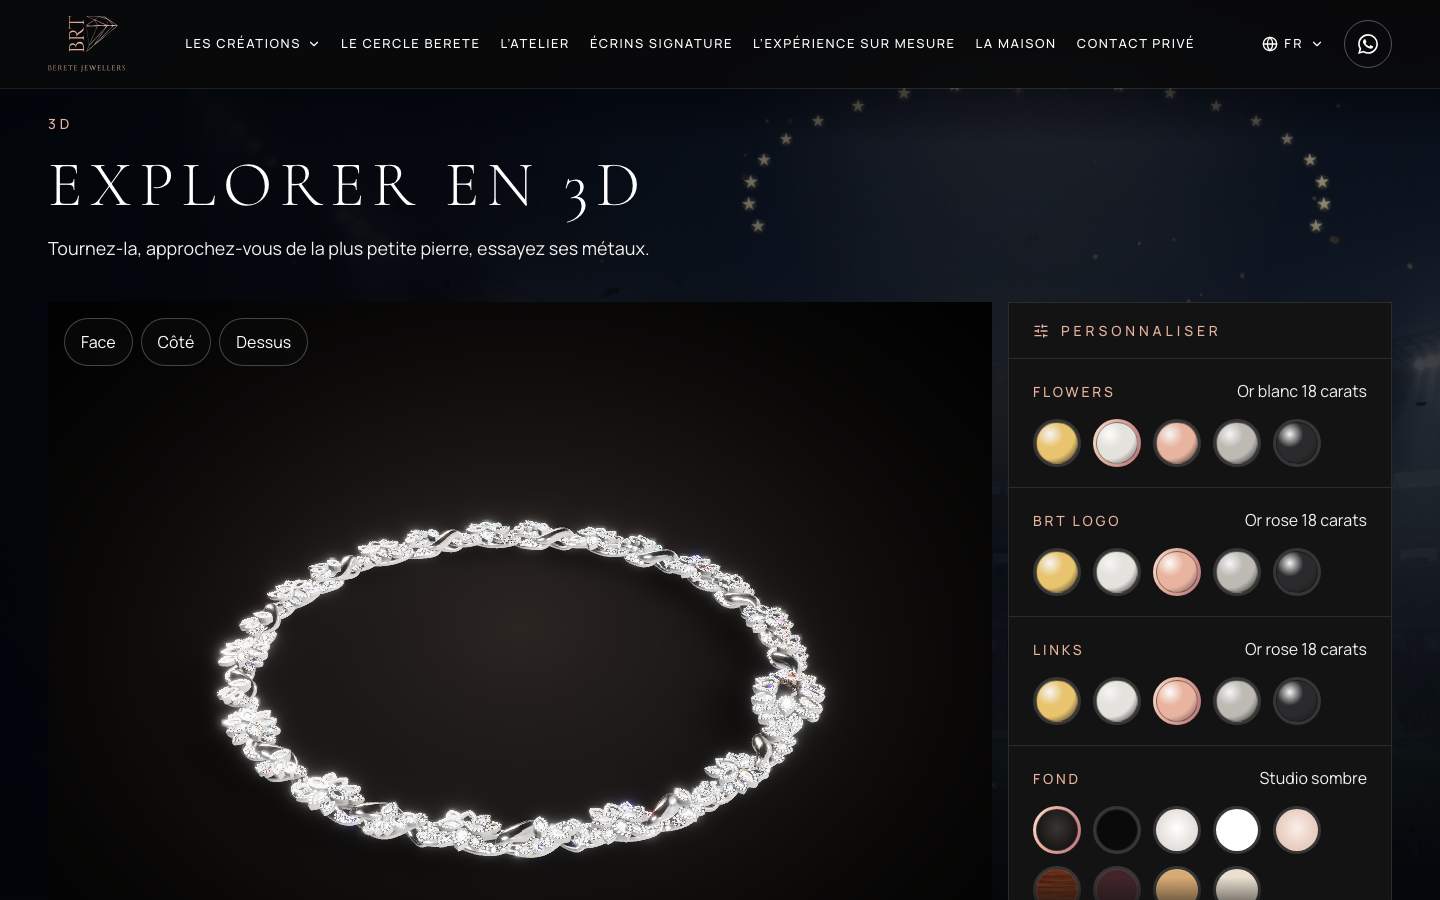 BRT
BERETE JEWELLERS
LES CRÉATIONS
LE CERCLE BERETE
L'ATELIER
ÉCRINS SIGNATURE
L'EXPÉRIENCE SUR MESURE
LA MAISON
CONTACT PRIVÉ
FR
3D
EXPLORER EN 3D
Tournez-la, approchez-vous de la plus petite pierre, essayez ses métaux.
Face
Côté
Dessus
PERSONNALISER
FLOWERS
Or blanc 18 carats
BRT LOGO
Or rose 18 carats
LINKS
Or rose 18 carats
FOND
Studio sombre